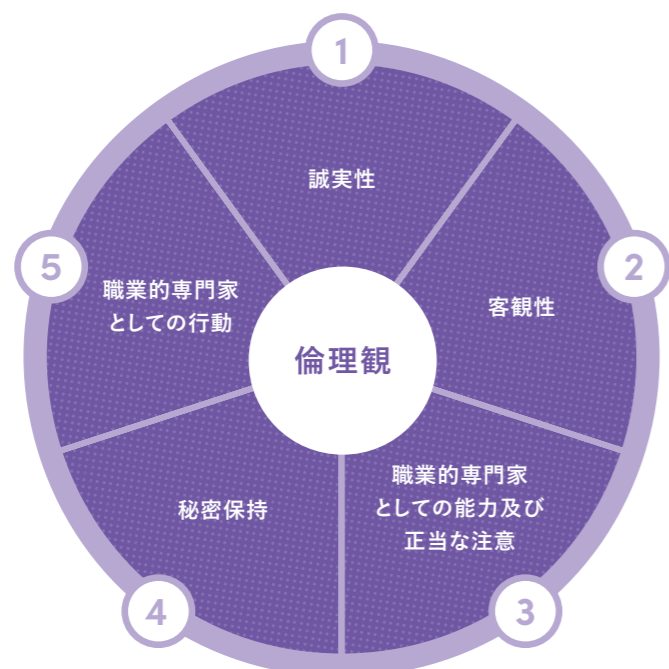 1
誠実性
2
客観性
3
職業的専門家
としての能力及び
正当な注意
4
秘密保持
5
職業的専門家
としての行動
倫理観